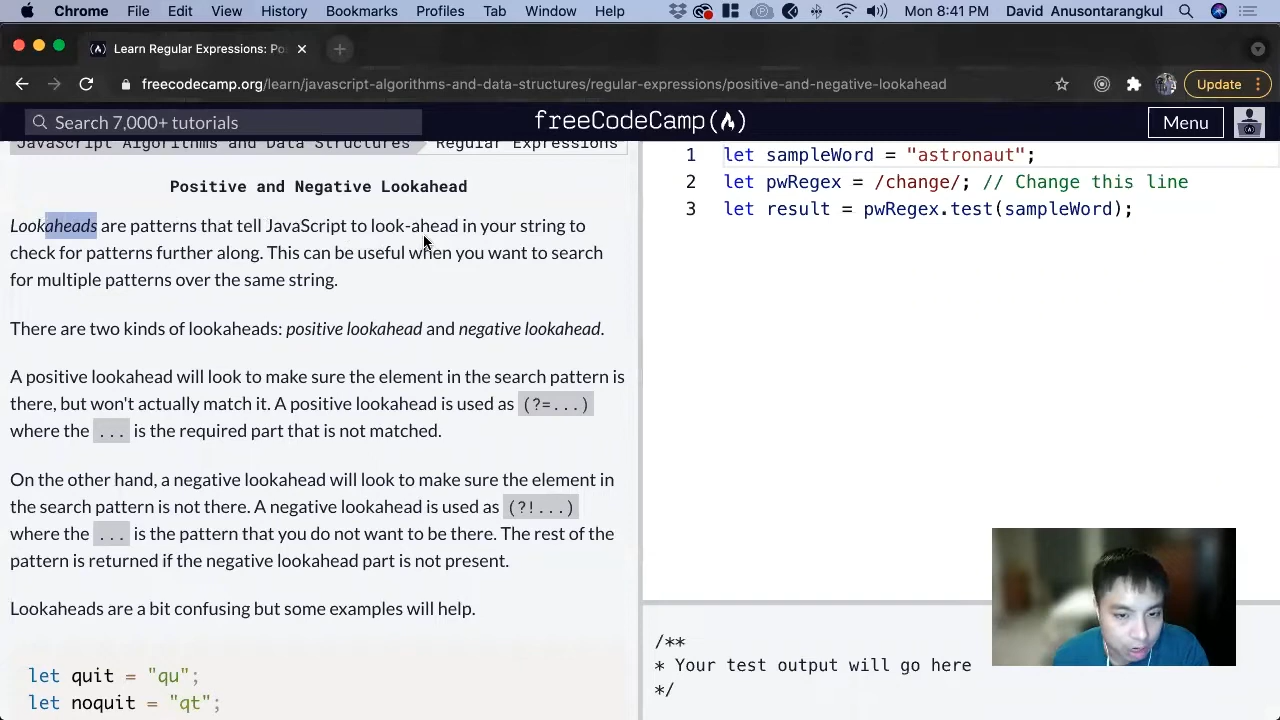 Chrome File Edit View History Bookmarks Profiles Tab Window Help Mon 8:41 PM David Anusontarangkul
Learn Regular Expressions: Po
freecodecamp.org/learn/javascript-algorithms-and-data-structures/regular-expressions/positive-and-negative-lookahead Update
Search 7,000+ tutorials freeCodeCamp Menu
JavaScript Algorithms and Data Structures Regular Expressions
Positive and Negative Lookahead
Lookaheads are patterns that tell JavaScript to look-ahead in your string to
check for patterns further along. This can be useful when you want to search
for multiple patterns over the same string.
There are two kinds of lookaheads: positive lookahead and negative lookahead.
A positive lookahead will look to make sure the element in the search pattern is
there, but won't actually match it. A positive lookahead is used as (?=...)
where the ... is the required part that is not matched.
On the other hand, a negative lookahead will look to make sure the element in
the search pattern is not there. A negative lookahead is used as (?!...)
where the ... is the pattern that you do not want to be there. The rest of the
pattern is returned if the negative lookahead part is not present.
Lookaheads are a bit confusing but some examples will help.
let quit = "qu";
let noquit = "qt";
1 let sampleWord = "astronaut";
2 let pwRegex = /change/; // Change this line
3 let result = pwRegex.test(sampleWord);
/**
* Your test output will go here
*/